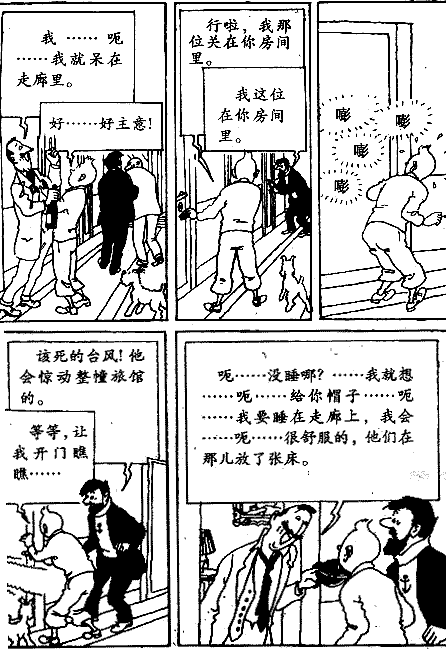 我……呃
……我就呆在
走廊里。
好……好主意！
行啦，我那
位关在你房间
里。
我这位
在你房间
里。
嘭
嘭
嘭
嘭
该死的台风！他
会惊动整幢旅馆
的。
等等，让
我开门瞧
瞧……
呃……没睡哪？……我就想
……呃……给你帽子……呃
……我要睡在走廊上，我会
……呃……很舒服的，他们在
那儿放了张床。